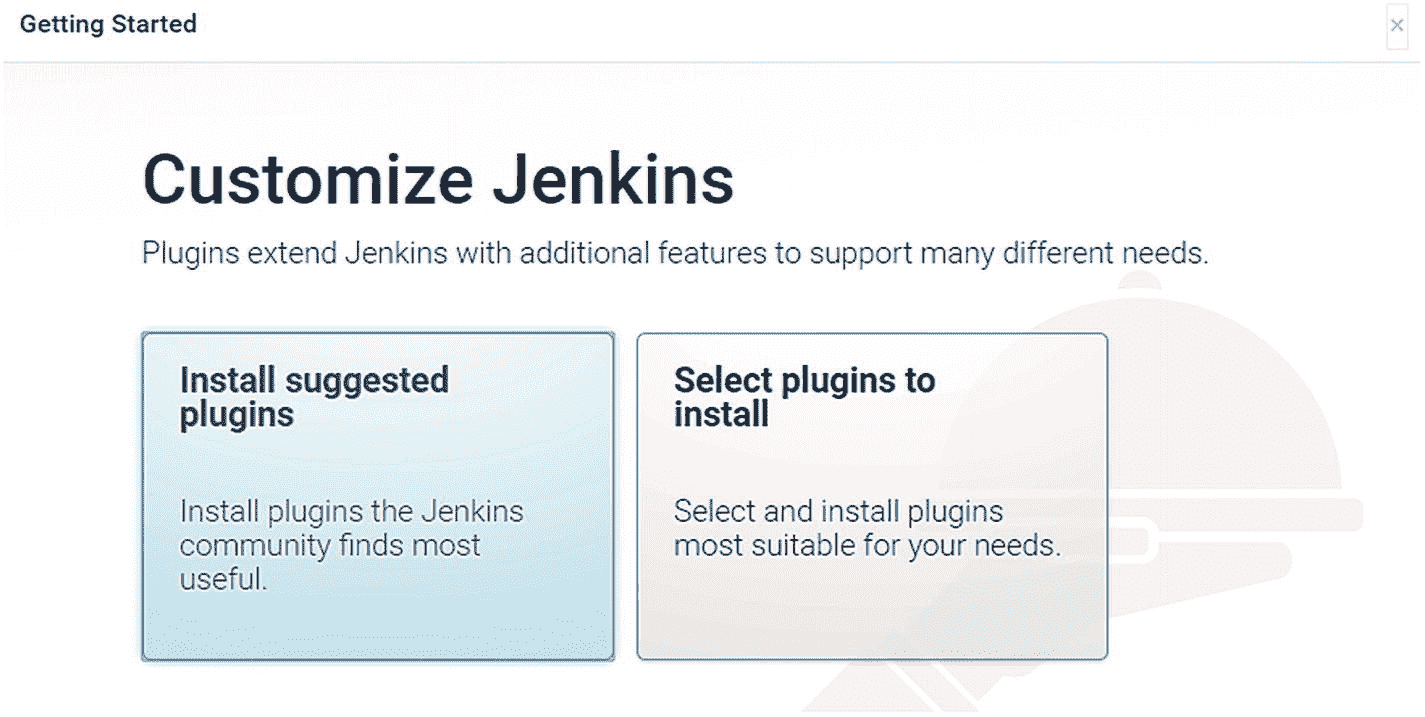 Getting Started
×
Customize Jenkins
Plugins extend Jenkins with additional features to support many different needs.
Install suggested
plugins
Install plugins the Jenkins
community finds most
useful.
Select plugins to
install
Select and install plugins
most suitable for your needs.